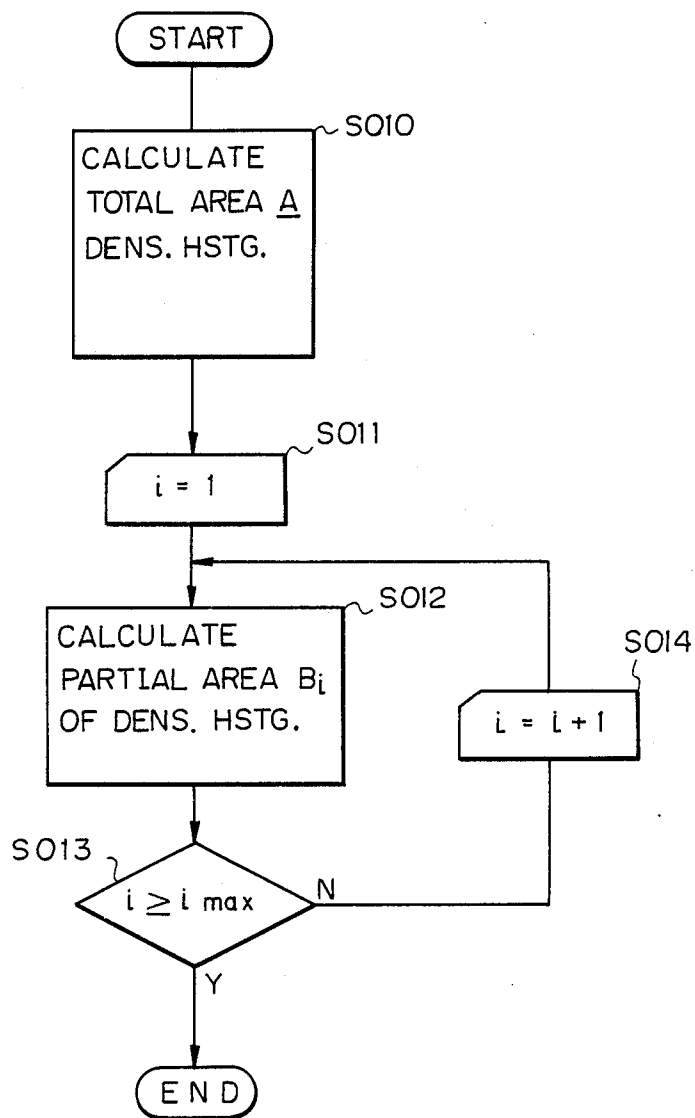 START
S010
CALCULATE
TOTAL AREA A
DENS. HSTG.
S011
i = 1
S012
CALCULATE
PARTIAL AREA Bi
OF DENS. HSTG.
S014
i = i + 1
S013
i ≥ i max
N
Y
END